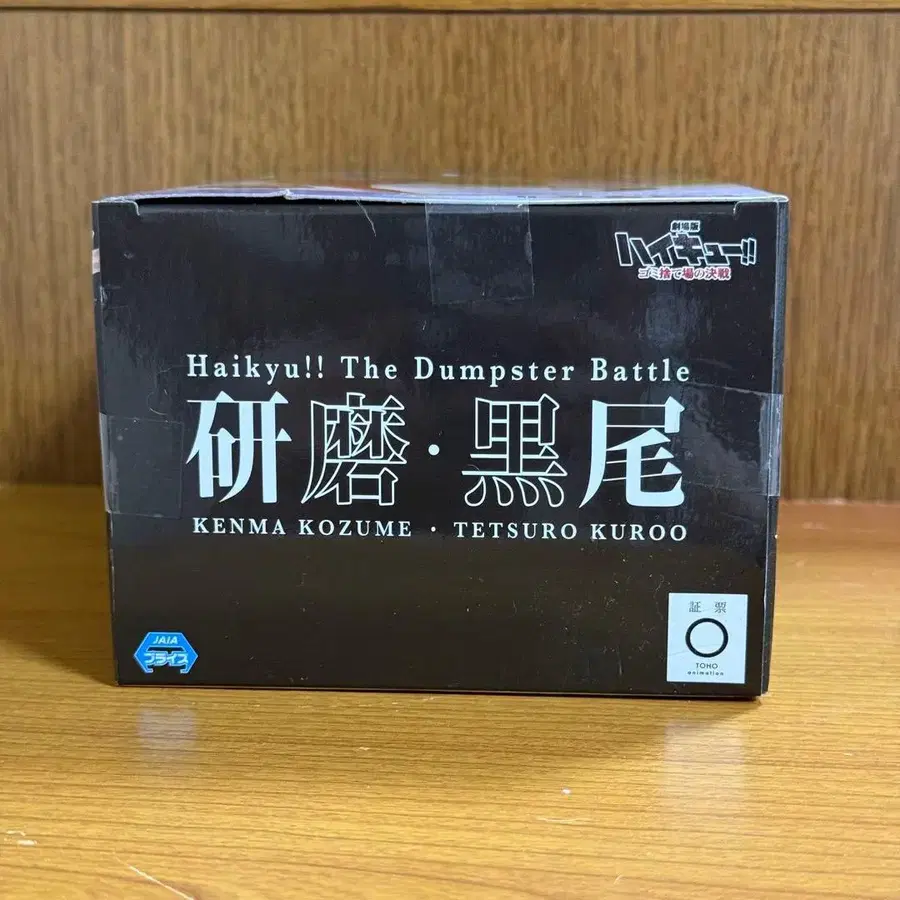 劇場版
ハイキュー!!
ゴミ捨て場の決戦
Haikyu!! The Dumpster Battle
研磨・黒尾
KENMA KOZUME・TETSURO KUROO
JAIA
プライズ
証票
TOHO
animation